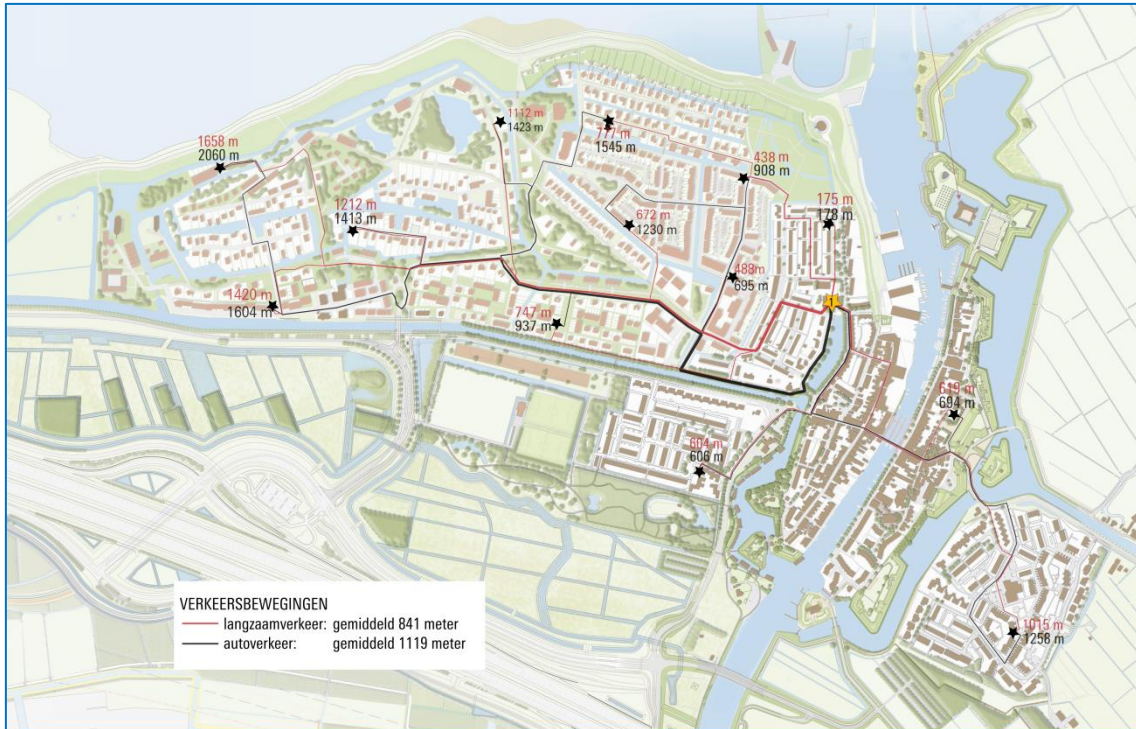 1112 m
1423 m
777 m
1545 m
1658 m
2060 m
438 m
908 m
1212 m
1413 m
175 m
178 m
672 m
1230 m
488m
695 m
1420 m
1604 m
1
747 m
937 m
619 m
694 m
604 m
606 m
VERKEERSBEWEGINGEN
langzaamverkeer: gemiddeld 841 meter
autoverkeer: gemiddeld 1119 meter
1015 m
1258 m